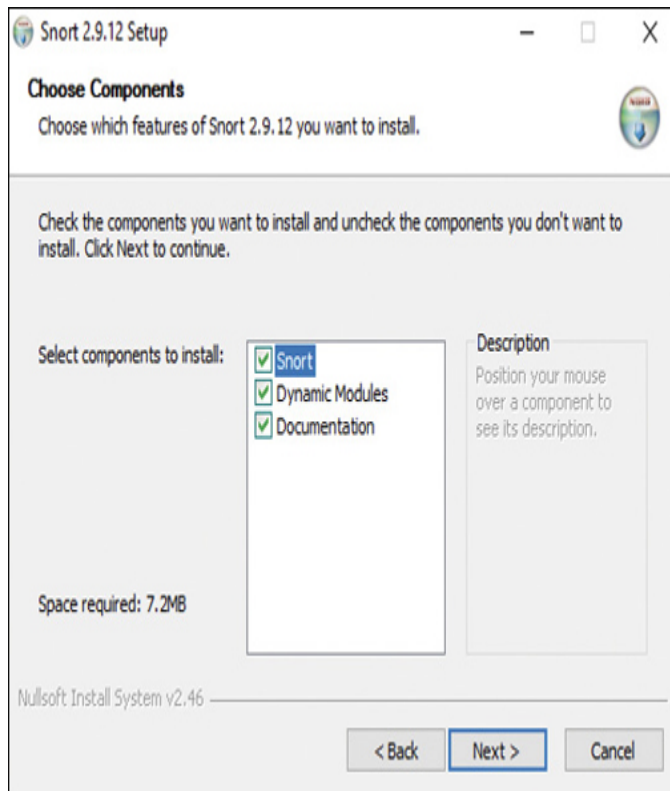 Snort 2.9.12 Setup
Choose Components
Choose which features of Snort 2.9.12 you want to install.
Check the components you want to install and uncheck the components you don't want to
install. Click Next to continue.
Select components to install:
Snort
Dynamic Modules
Documentation
Description
Position your mouse
over a component to
see its description.
Space required: 7.2MB
Nullsoft Install System v2.46
< Back
Next >
Cancel